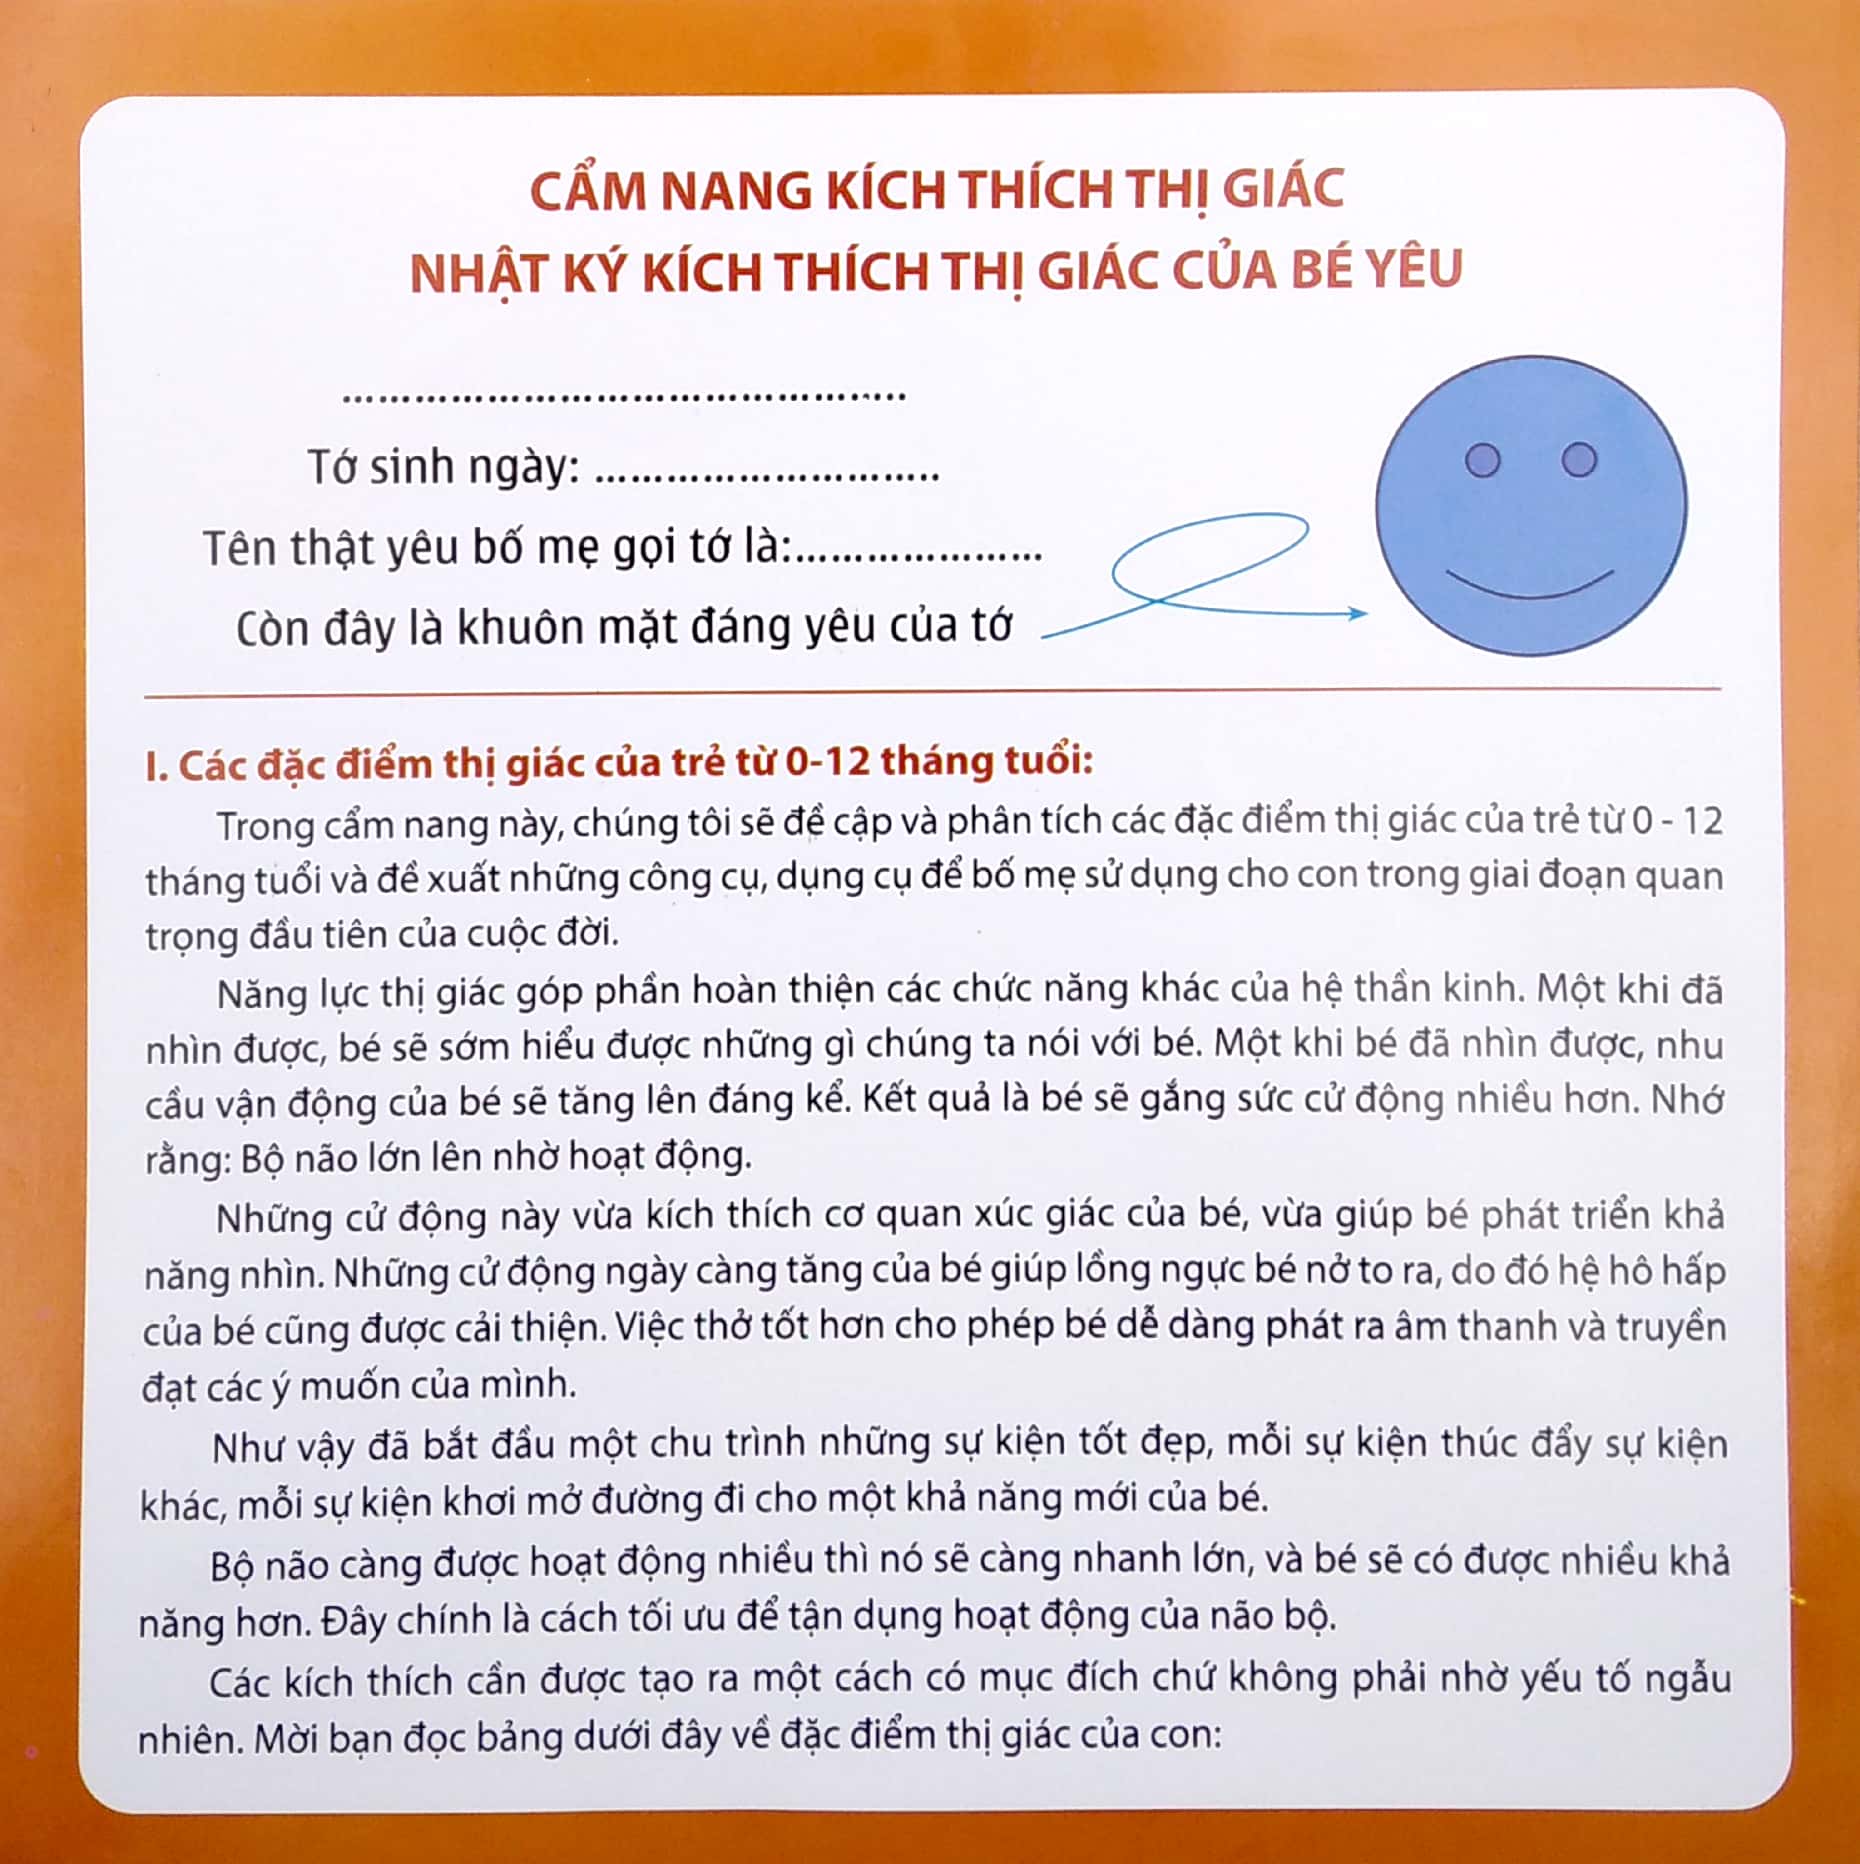 CẨM NANG KÍCH THÍCH THỊ GIÁC
NHẬT KÝ KÍCH THÍCH THỊ GIÁC CỦA BÉ YÊU
...............................................
Tớ sinh ngày: .............................
Tên thật yêu bố mẹ gọi tớ là:.....................
Còn đây là khuôn mặt đáng yêu của tớ
I. Các đặc điểm thị giác của trẻ từ 0-12 tháng tuổi:
Trong cẩm nang này, chúng tôi sẽ đề cập và phân tích các đặc điểm thị giác của trẻ từ 0 - 12
tháng tuổi và đề xuất những công cụ, dụng cụ để bố mẹ sử dụng cho con trong giai đoạn quan
trọng đầu tiên của cuộc đời.
Năng lực thị giác góp phần hoàn thiện các chức năng khác của hệ thần kinh. Một khi đã
nhìn được, bé sẽ sớm hiểu được những gì chúng ta nói với bé. Một khi bé đã nhìn được, nhu
cầu vận động của bé sẽ tăng lên đáng kể. Kết quả là bé sẽ gắng sức cử động nhiều hơn. Nhớ
rằng: Bộ não lớn lên nhờ hoạt động.
Những cử động này vừa kích thích cơ quan xúc giác của bé, vừa giúp bé phát triển khả
năng nhìn. Những cử động ngày càng tăng của bé giúp lồng ngực bé nở to ra, do đó hệ hô hấp
của bé cũng được cải thiện. Việc thở tốt hơn cho phép bé dễ dàng phát ra âm thanh và truyền
đạt các ý muốn của mình.
Như vậy đã bắt đầu một chu trình những sự kiện tốt đẹp, mỗi sự kiện thúc đẩy sự kiện
khác, mỗi sự kiện khơi mở đường đi cho một khả năng mới của bé.
Bộ não càng được hoạt động nhiều thì nó sẽ càng nhanh lớn, và bé sẽ có được nhiều khả
năng hơn. Đây chính là cách tối ưu để tận dụng hoạt động của não bộ.
Các kích thích cần được tạo ra một cách có mục đích chứ không phải nhờ yếu tố ngẫu
nhiên. Mời bạn đọc bảng dưới đây về đặc điểm thị giác của con: